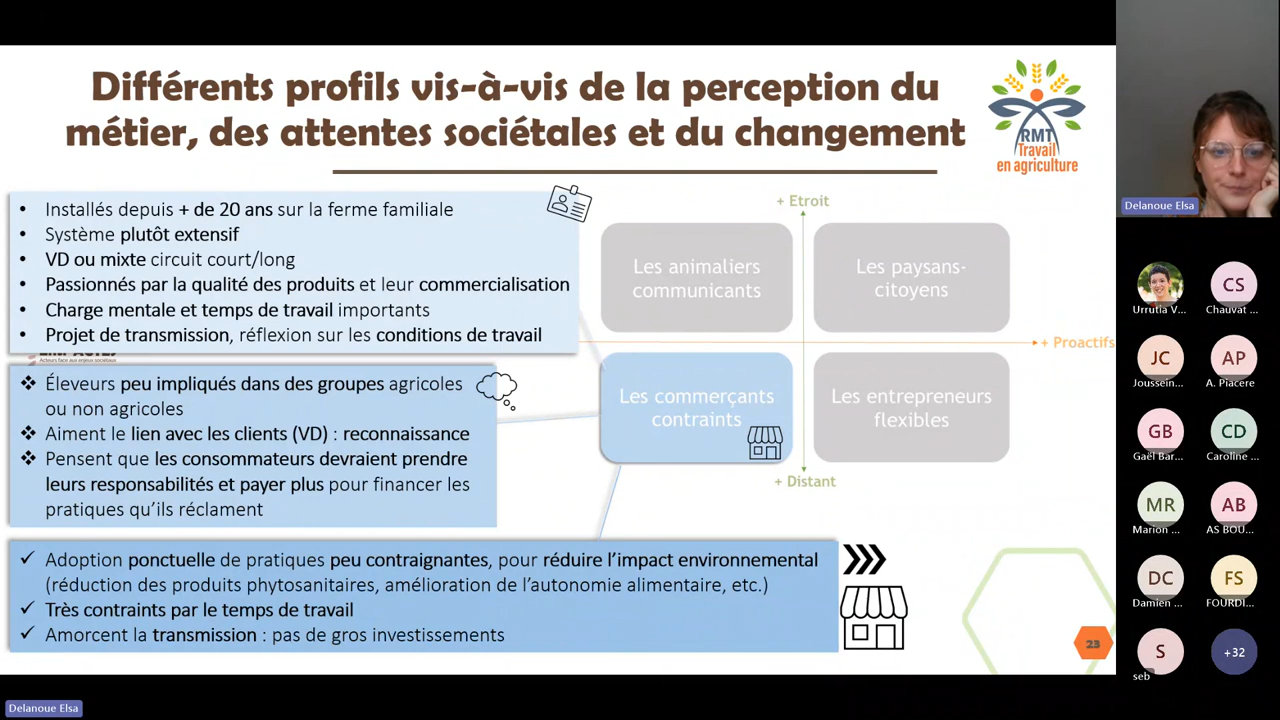 Différents profils vis-à-vis de la perception du
métier, des attentes sociétales et du changement
RMT
Travail
en agriculture
• Installés depuis + de 20 ans sur la ferme familiale
• Système plutôt extensif
• VD ou mixte circuit court/long
• Passionnés par la qualité des produits et leur commercialisation
• Charge mentale et temps de travail importants
• Projet de transmission, réflexion sur les conditions de travail
Acteurs face aux enjeux sociétaux
❖ Éleveurs peu impliqués dans des groupes agricoles
ou non agricoles
❖ Aiment le lien avec les clients (VD) : reconnaissance
❖ Pensent que les consommateurs devraient prendre
leurs responsabilités et payer plus pour financer les
pratiques qu’ils réclament
✓ Adoption ponctuelle de pratiques peu contraignantes, pour réduire l’impact environnemental
(réduction des produits phytosanitaires, amélioration de l’autonomie alimentaire, etc.)
✓ Très contraints par le temps de travail
✓ Amorcent la transmission : pas de gros investissements
+ Etroit
Les animaliers
communicants
Les paysans-
citoyens
+ Proactifs
Les commerçants
contraints
Les entrepreneurs
flexibles
+ Distant
23
Delanoue Elsa
Urrutia V...
CS
Chauvat ...
JC
Joussein...
AP
A. Piacere
GB
Gaël Bar...
CD
Caroline ...
MR
Marion ...
AB
AS BOU...
DC
Damien ...
FS
FOURDI...
S
seb
+32
Delanoue Elsa